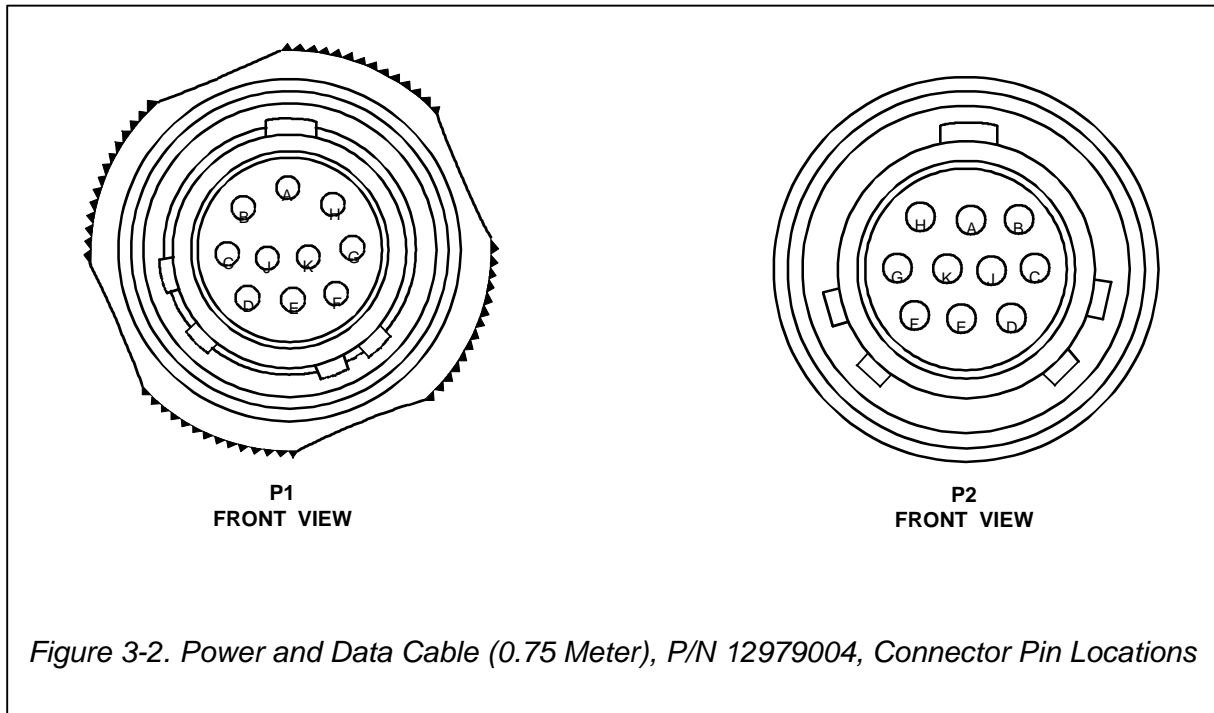 A
B H
C J K G
D E F
P1
FRONT VIEW
H A B
G K J C
F E D
P2
FRONT VIEW
Figure 3-2. Power and Data Cable (0.75 Meter), P/N 12979004, Connector Pin Locations